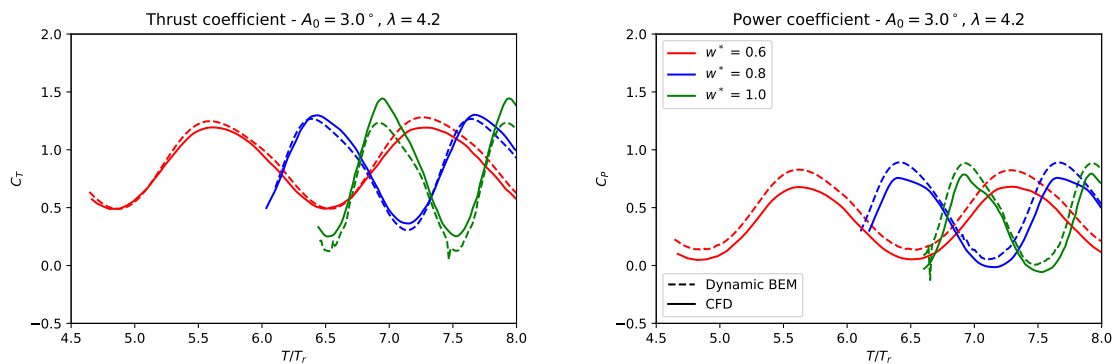 Thrust coefficient - A₀ = 3.0°, λ = 4.2
2.0
1.5
1.0
0.5
0.0
−0.5
C_T
4.5 5.0 5.5 6.0 6.5 7.0 7.5 8.0
T/T_r
Power coefficient - A₀ = 3.0°, λ = 4.2
2.0
1.5
1.0
0.5
0.0
−0.5
C_P
w* = 0.6
w* = 0.8
w* = 1.0
Dynamic BEM
CFD
4.5 5.0 5.5 6.0 6.5 7.0 7.5 8.0
T/T_r